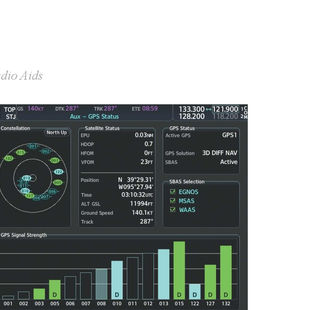 dio Aids
TOP GS 140KT DTK 287° TRK 287° ETE 08:59 133.300 ↔ 121.900
STJ Aux – GPS Status 128.200 118.200
Constellation Satellite Status GPS Status
North Up EPU 0.03NM Active GPS GPS1
HDOP 0.7
HFOR 0FT GPS Solution 3D DIFF NAV
VFOR 23FT SBAS Active
Position N 39°29.31' SBAS Selection
W095°27.94' EGNOS
Time 03:10:32UTC MSAS
ALT GSL 11994FT WAAS
Ground Speed 140.1KT
Track 287°
GPS Signal Strength
D D D D D D
001 002 003 005 006 007 008 010 011 012 013 015 122 127 132